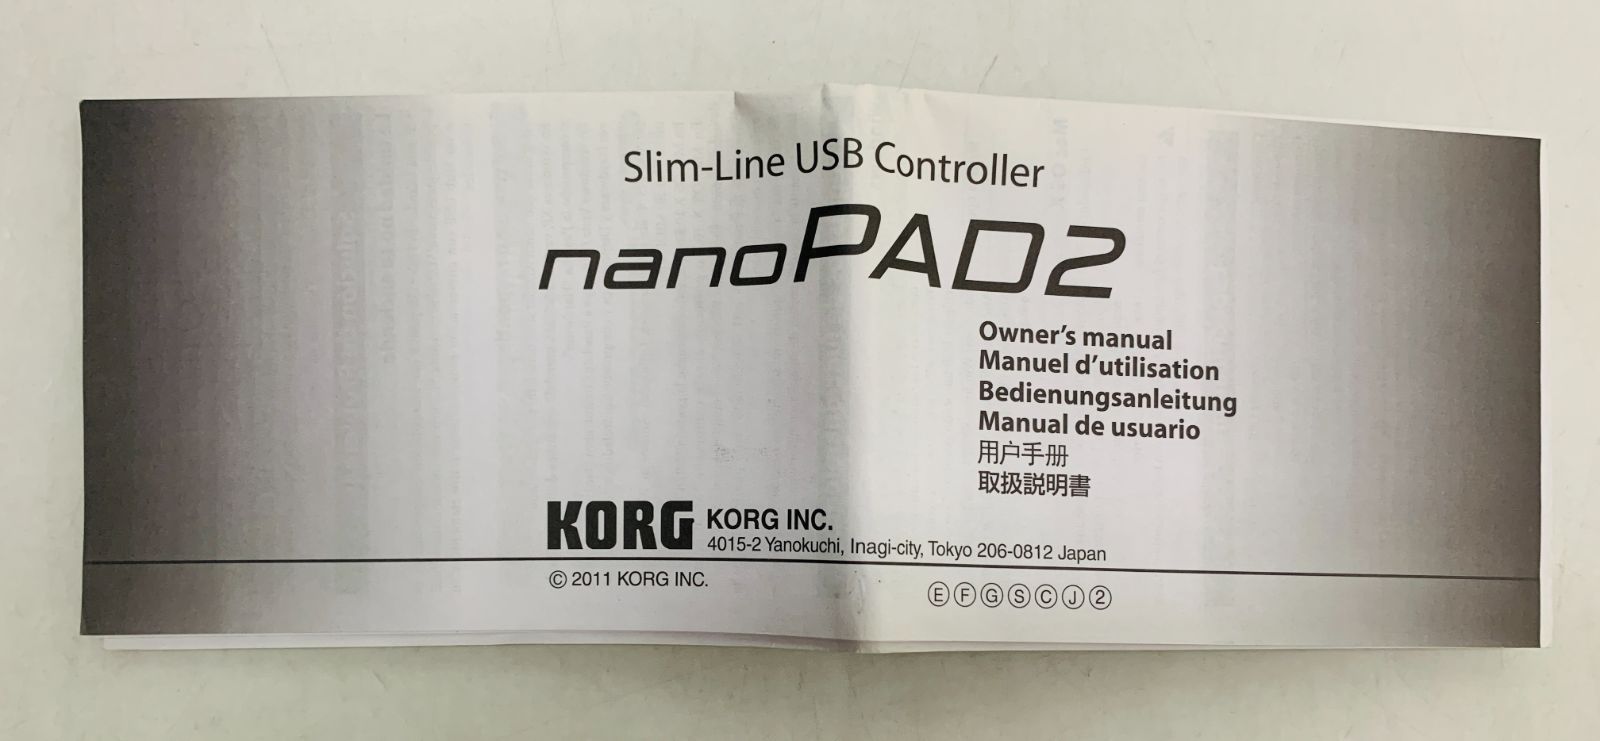 Slim-Line USB Controller
nanoPAD2
Owner's manual
Manuel d'utilisation
Bedienungsanleitung
Manual de usuario
用户手册
取扱説明書
KORG KORG INC.
4015-2 Yanokuchi, Inagi-city, Tokyo 206-0812 Japan
© 2011 KORG INC.
Ⓔ Ⓕ Ⓖ Ⓢ Ⓒ Ⓙ ②